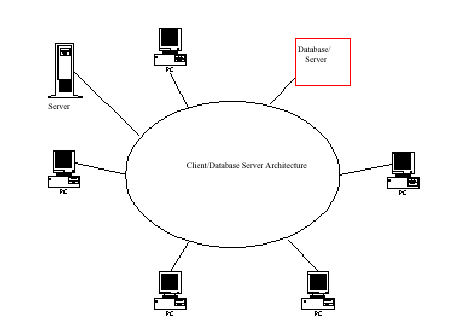 PC
Database/
Server
Server
Client/Database Server Architecture
PC
PC
PC
PC